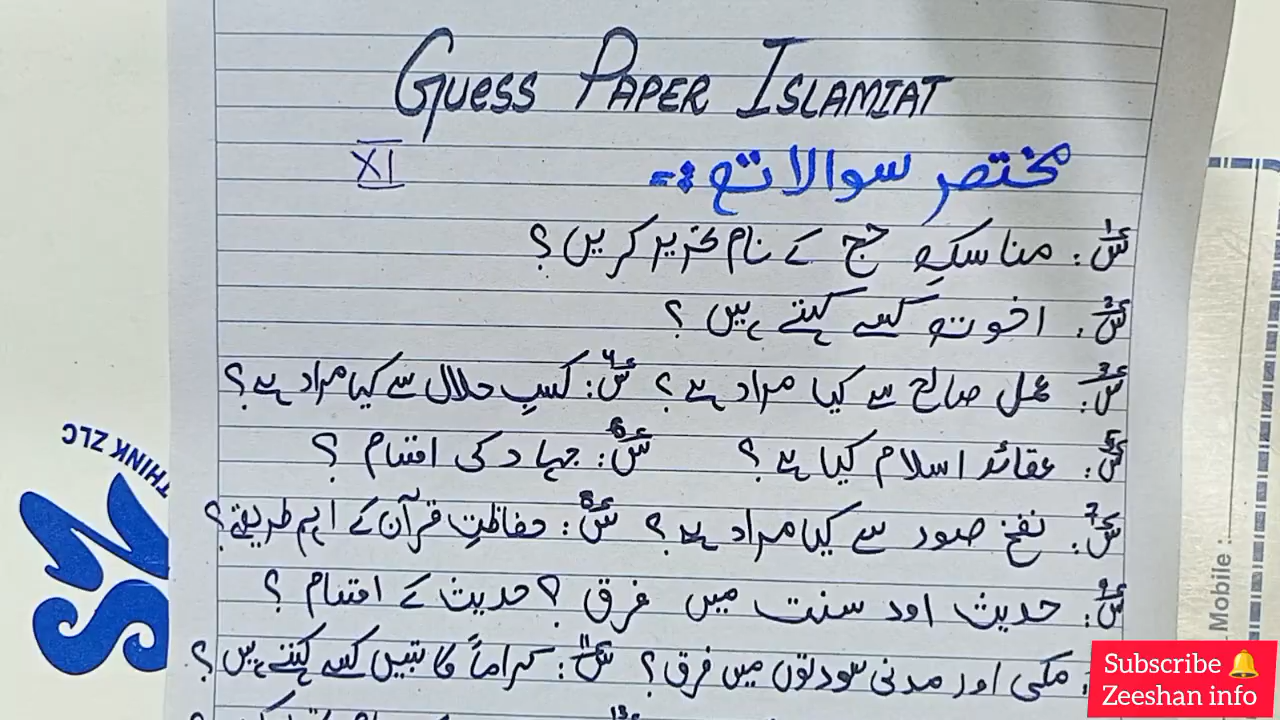 GUESS PAPER ISLAMIAT
مختصر سوالات :=
XI
س1: مناسکِ حج کے نام تحریر کریں؟
س2: اخوت کسے کہتے ہیں؟
س3: عمل صالح سے کیا مراد ہے؟ س4: کسبِ حلال سے کیا مراد ہے؟
س5: عقائد اسلام کیا ہے؟ س6: جہاد کی اقسام؟
س7: نفخ صور سے کیا مراد ہے؟ س8: حفاظتِ قرآن کے اہم طریقے؟
س9: حدیث اور سنت میں فرق؟ حدیث کے اقسام؟
: مکی اور مدنی سورتوں میں فرق؟ س11: کراماً کاتبین کسے کہتے ہیں؟
13
THINK ZLC
Mobile :
Subscribe 🔔
Zeeshan info